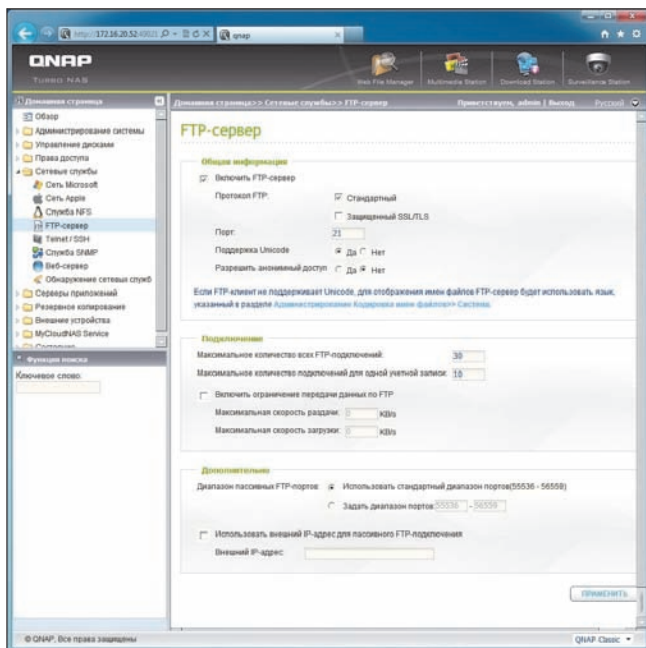 http://172.16.20.52
qnap
QNAP
TURBO NAS
Web File Manager
Multimedia Station
Download Station
Surveillance Station
Домашняя страница
Домашняя страница>> Сетевые службы>> FTP-сервер
Приветствуем, admin | Выход
Русский
Обзор
Администрирование системы
Управление дисками
Права доступа
Сетевые службы
Сеть Microsoft
Сеть Apple
Служба NFS
FTP-сервер
Telnet / SSH
Служба SNMP
Веб-сервер
Обнаружение сетевых служб
Серверы приложений
Резервное копирование
Внешние устройства
MyCloudNAS Service
Состояние
Функция поиска
Ключевое слово:
FTP-сервер
Общая информация
Включить FTP-сервер
Протокол FTP:
Стандартный
Защищенный SSL/TLS
Порт:
21
Поддержка Unicode
Да
Нет
Разрешить анонимный доступ
Да
Нет
Если FTP-клиент не поддерживает Unicode, для отображения имен файлов FTP-сервер будет использовать язык,
указанный в разделе Администрирование Кодировка имен файлов>> Система.
Подключение
Максимальное количество всех FTP-подключений:
30
Максимальное количество подключений для одной учетной записи:
10
Включить ограничения передачи данных по FTP
Максимальная скорость раздачи:
0
KB/s
Максимальная скорость загрузки:
0
KB/s
Дополнительно
Диапазон пассивных FTP-портов:
Использовать стандартный диапазон портов(55536 - 56559)
Задать диапазон портов:
55536 - 56559
Использовать внешний IP-адрес для пассивного FTP-подключения
Внешний IP-адрес:
ПРИМЕНИТЬ
© QNAP, Все права защищены
QNAP Classic